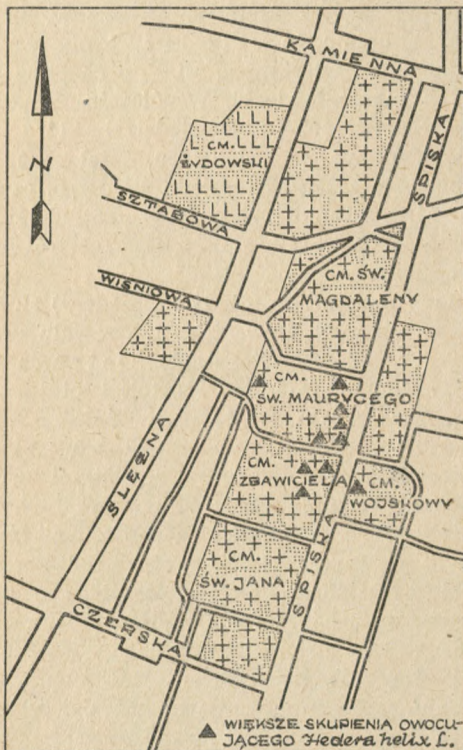 KAMIENNA
SPISKA
CM.
ŻYDOWSKI
SZTABOWA
CM. ŚW.
MAGDALENY
WIŚNIOWA
CM.
ŚW. MAURYCEGO
CM.
ZBAWICIELA
CM.
WOJSKOWY
ŚLĘŻNA
CM.
ŚW. JANA
SPISKA
CZERSKA
N
WIĘKSZE SKUPIENIA OWOCU-
JĄCEGO Hedera helix L.